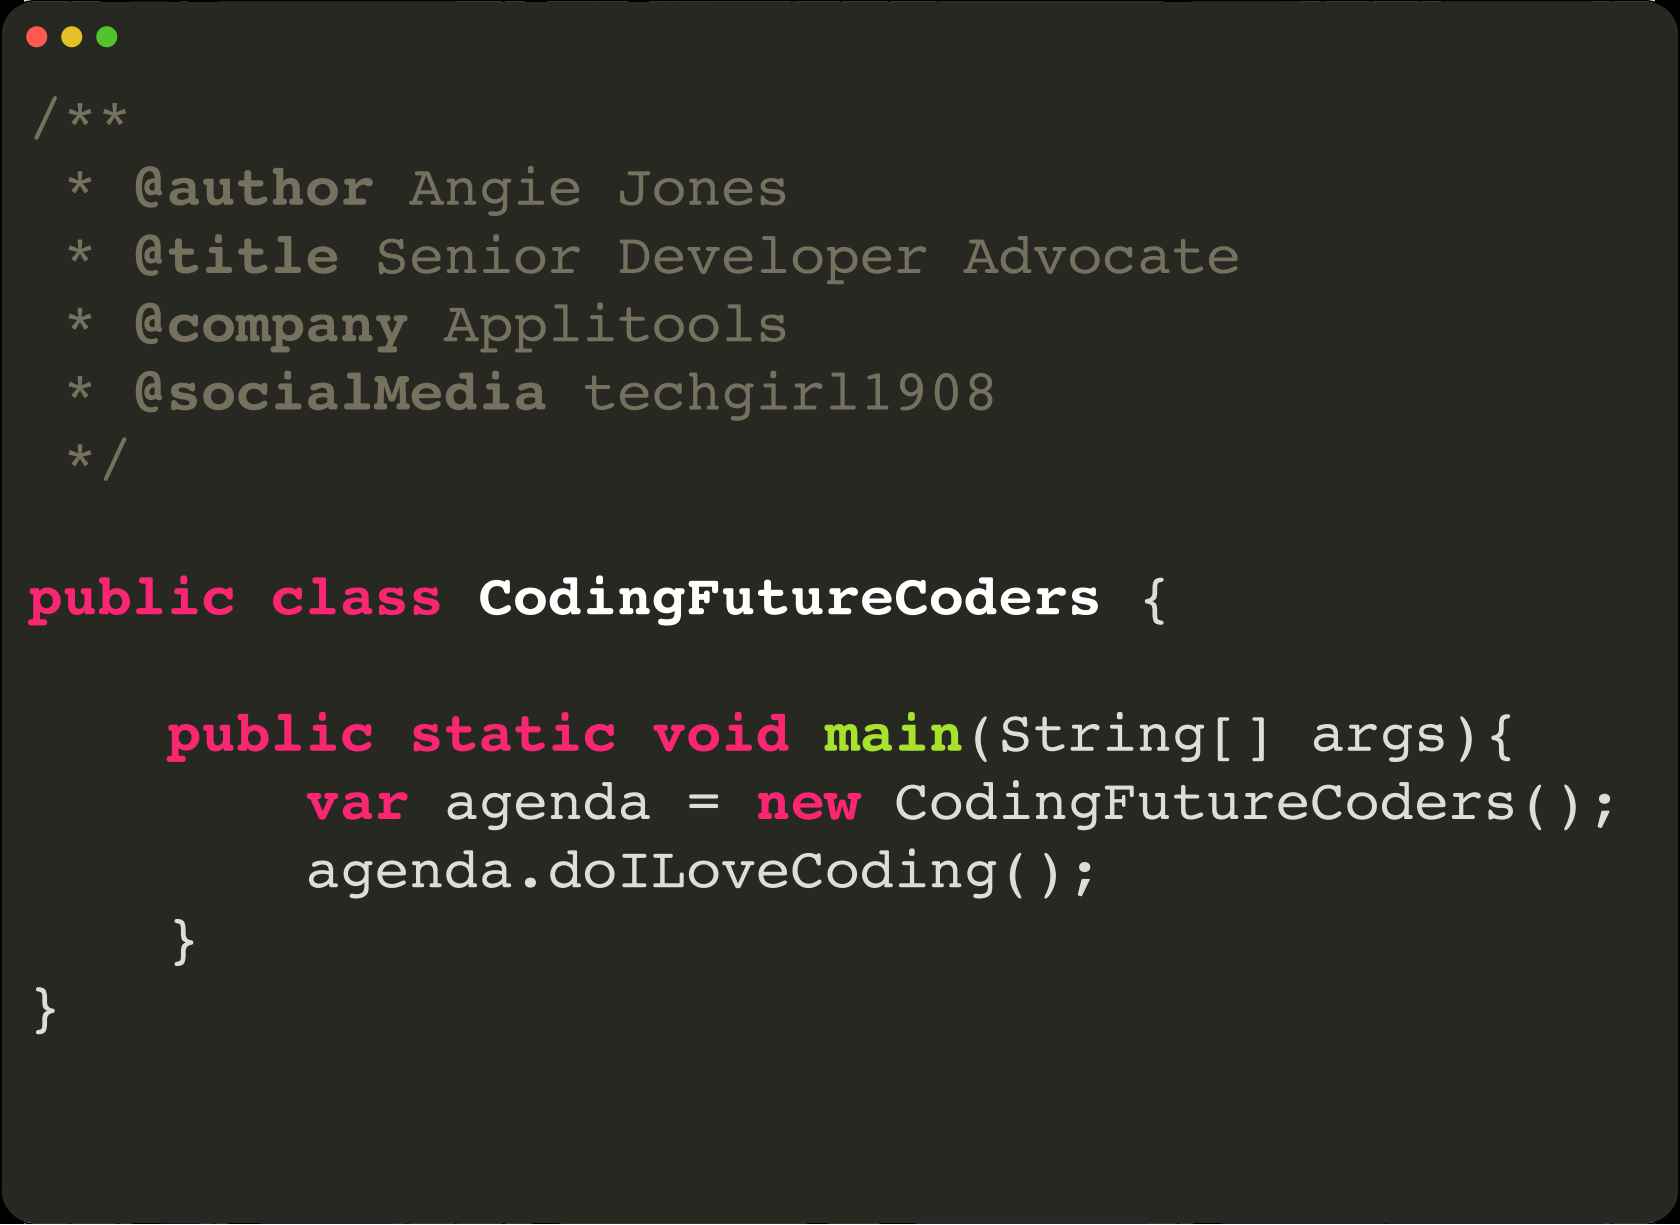 /**
 * @author Angie Jones
 * @title Senior Developer Advocate
 * @company Applitools
 * @socialMedia techgirl1908
 */
public class CodingFutureCoders {
    public static void main(String[] args){
        var agenda = new CodingFutureCoders();
        agenda.doILoveCoding();
    }
}